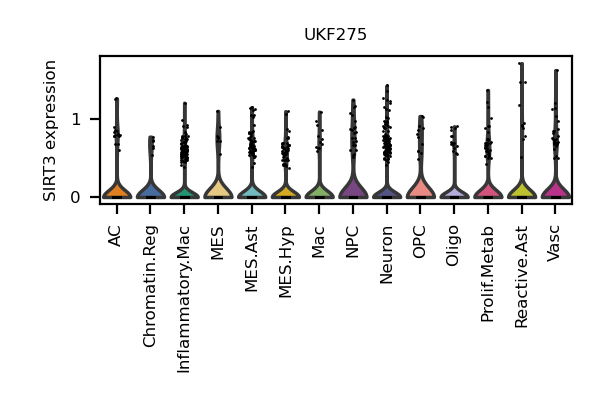 UKF275
SIRT3 expression
1
0
AC
Chromatin.Reg
Inflammatory.Mac
MES
MES.Ast
MES.Hyp
Mac
NPC
Neuron
OPC
Oligo
Prolif.Metab
Reactive.Ast
Vasc